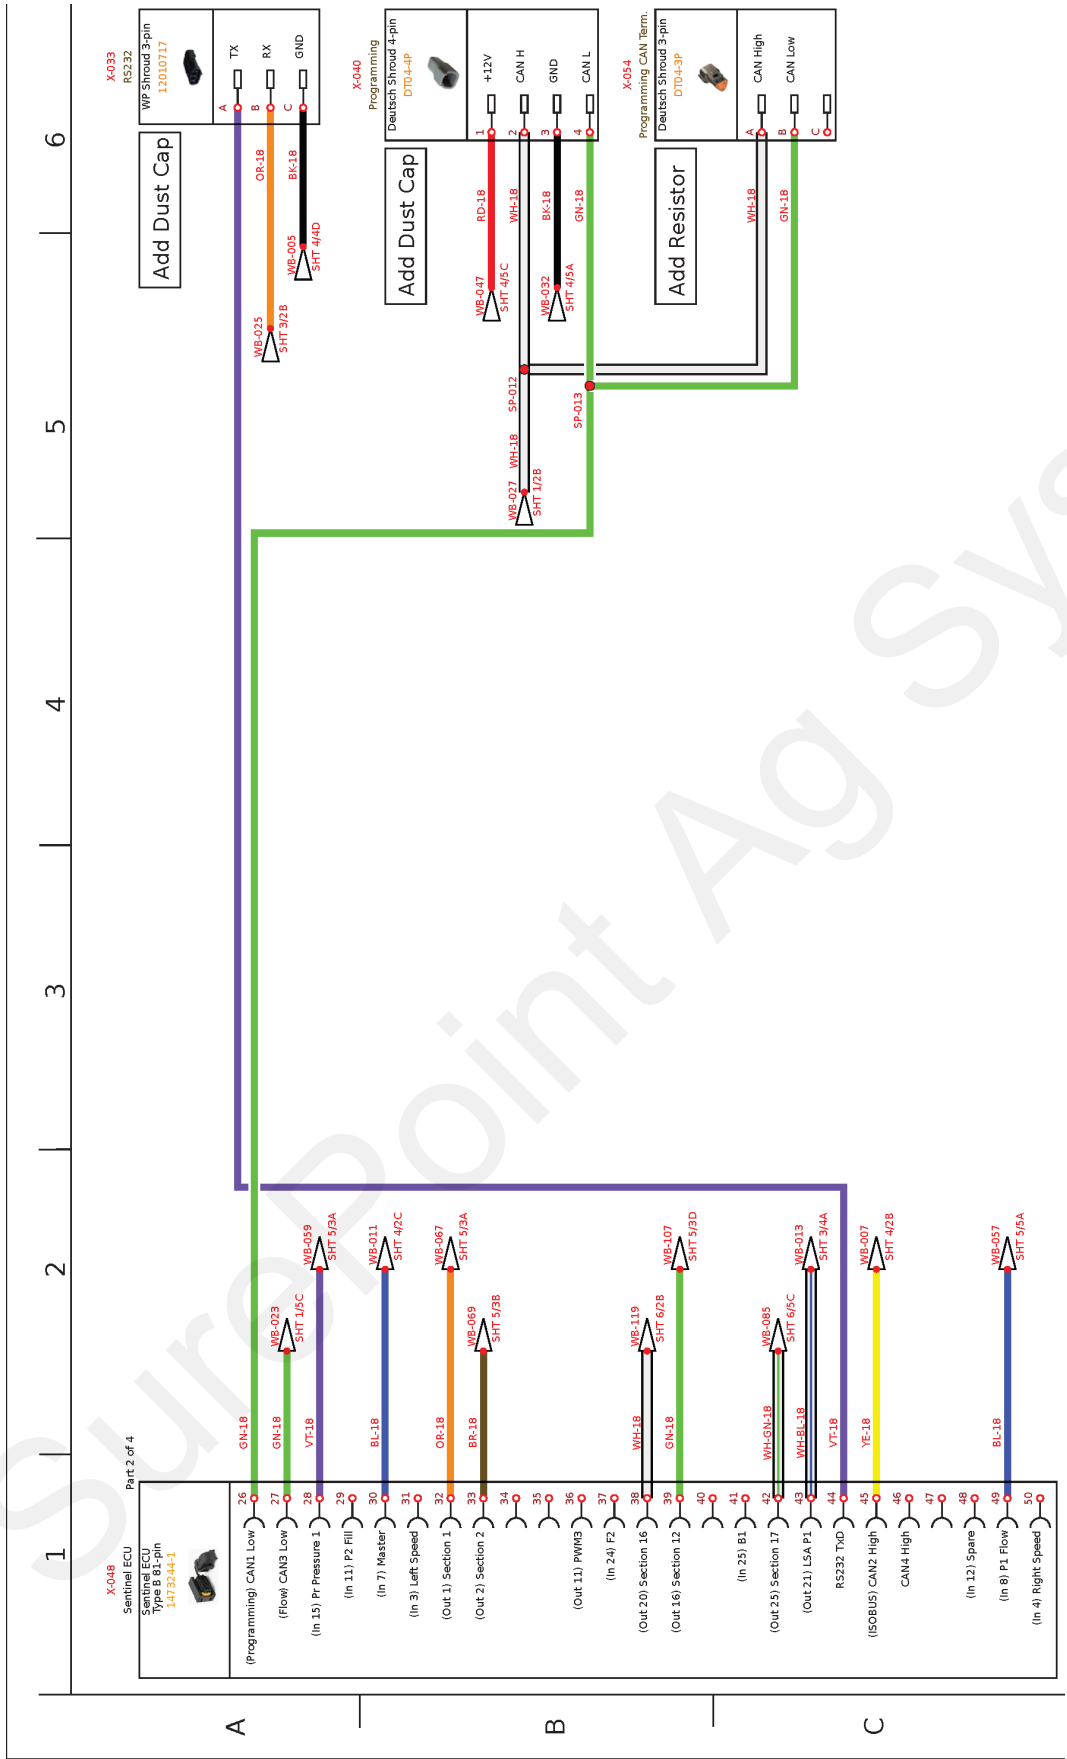 X-033
RS232
WP Shroud 3-pin
12010717
A
TX
B
RX
C
GND
OR-18
BK-18
WB-005
SHT 4/4D
WB-025
SHT 3/2B
Add Dust Cap
X-040
Programming
Deutsch Shroud 4-pin
DT04-4P
1
+12V
2
CAN H
3
GND
4
CAN L
RD-18
WH-18
BK-18
GN-18
WB-047
SHT 4/5C
WB-032
SHT 4/5A
Add Dust Cap
X-054
Programming CAN Term.
Deutsch Shroud 3-pin
DT04-3P
A
CAN High
B
CAN Low
C
WH-18
GN-18
Add Resistor
SP-012
SP-013
WH-18
WB-027
SHT 1/2B
6
5
4
3
2
1
A
B
C
X-048
Sentinel ECU
Sentinel ECU
Type B 81-pin
1473244-1
Part 2 of 4
(Programming) CAN1 Low
26
GN-18
(Flow) CAN3 Low
27
GN-18
WB-023
SHT 1/5C
(In 15) Pr Pressure 1
28
VT-18
WB-059
SHT 5/3A
(In 11) P2 Fill
29
(In 7) Master
30
BL-18
WB-011
SHT 4/2C
(In 3) Left Speed
31
(Out 1) Section 1
32
OR-18
WB-067
SHT 5/3A
(Out 2) Section 2
33
BR-18
WB-069
SHT 5/3B
34
35
(Out 11) PWM3
36
(In 24) F2
37
(Out 20) Section 16
38
WH-18
WB-119
SHT 6/2B
(Out 16) Section 12
39
GN-18
WB-107
SHT 5/3D
40
(In 25) B1
41
(Out 25) Section 17
42
WH-GN-18
WB-085
SHT 6/5C
(Out 21) LSA P1
43
WH-BL-18
WB-013
SHT 3/4A
RS232 TxD
44
VT-18
(ISOBUS) CAN2 High
45
YE-18
WB-007
SHT 4/2B
CAN4 High
46
47
(In 12) Spare
48
(In 8) P1 Flow
49
BL-18
WB-057
SHT 5/5A
(In 4) Right Speed
50
SurePoint Ag Sys